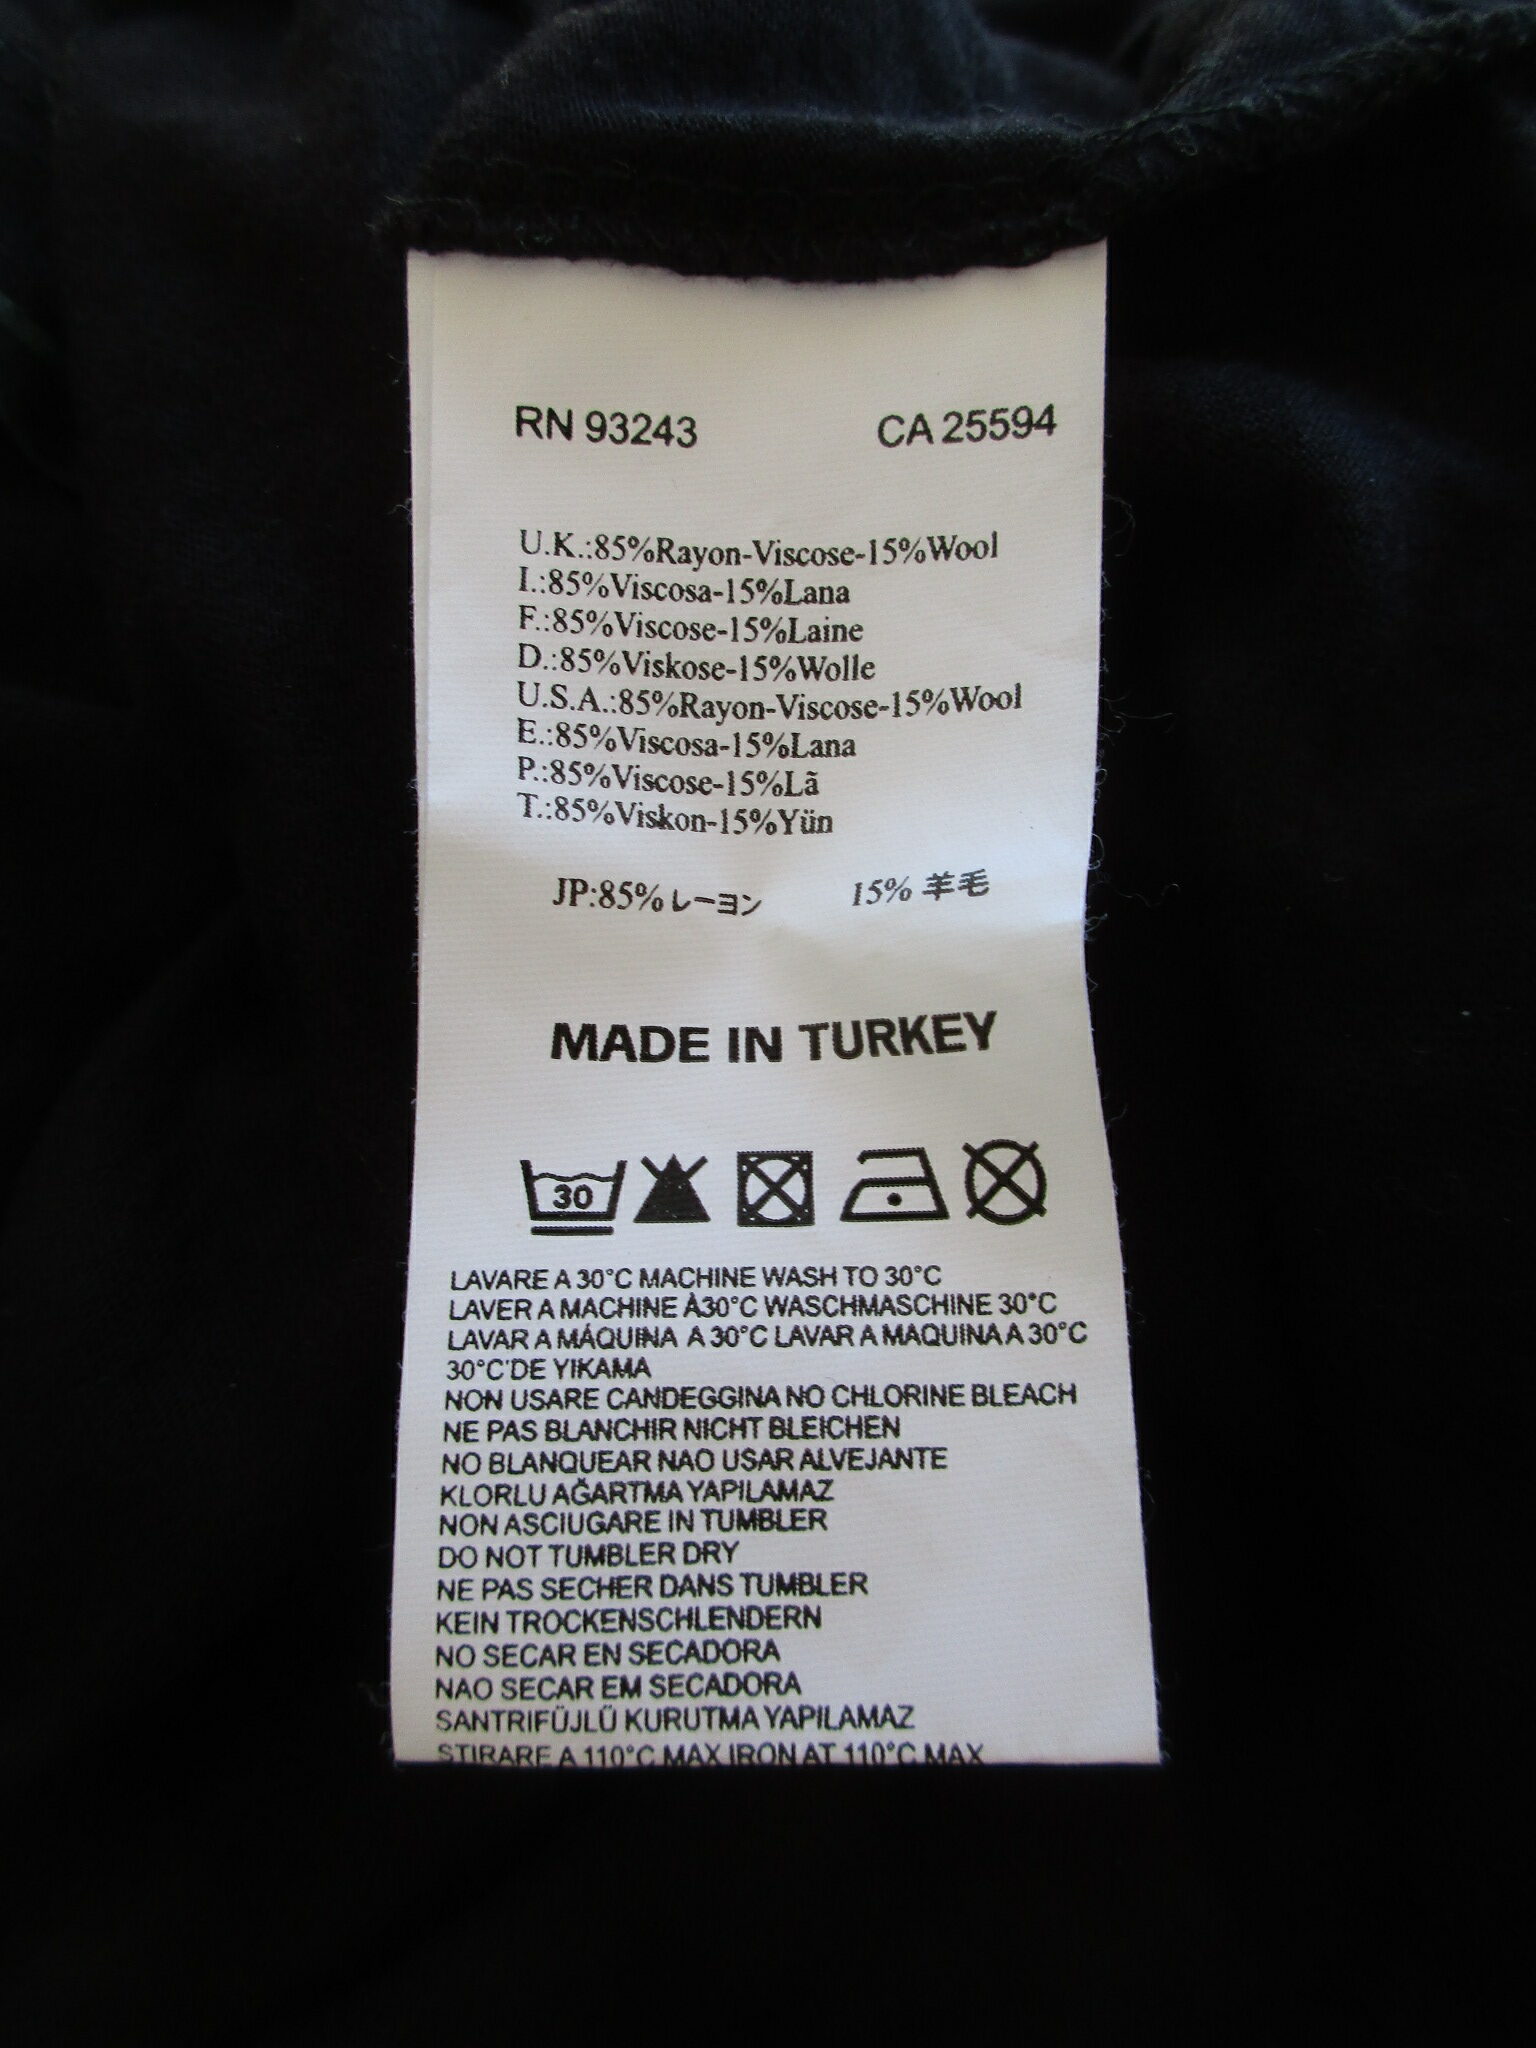 RN 93243 CA 25594
U.K.:85%Rayon-Viscose-15%Wool
I.:85%Viscosa-15%Lana
F.:85%Viscose-15%Laine
D.:85%Viskose-15%Wolle
U.S.A.:85%Rayon-Viscose-15%Wool
E.:85%Viscosa-15%Lana
P.:85%Viscose-15%Lã
T.:85%Viskon-15%Yün
JP:85%レーヨン 15% 羊毛
MADE IN TURKEY
30
LAVARE A 30°C MACHINE WASH TO 30°C
LAVER A MACHINE À30°C WASCHMASCHINE 30°C
LAVAR A MÁQUINA A 30°C LAVAR A MAQUINA A 30°C
30°C'DE YIKAMA
NON USARE CANDEGGINA NO CHLORINE BLEACH
NE PAS BLANCHIR NICHT BLEICHEN
NO BLANQUEAR NAO USAR ALVEJANTE
KLORLU AĞARTMA YAPILAMAZ
NON ASCIUGARE IN TUMBLER
DO NOT TUMBLER DRY
NE PAS SECHER DANS TUMBLER
KEIN TROCKENSCHLENDERN
NO SECAR EN SECADORA
NAO SECAR EM SECADORA
SANTRIFÜJLÜ KURUTMA YAPILAMAZ
STIRARE A 110°C MAX IRON AT 110°C MAX